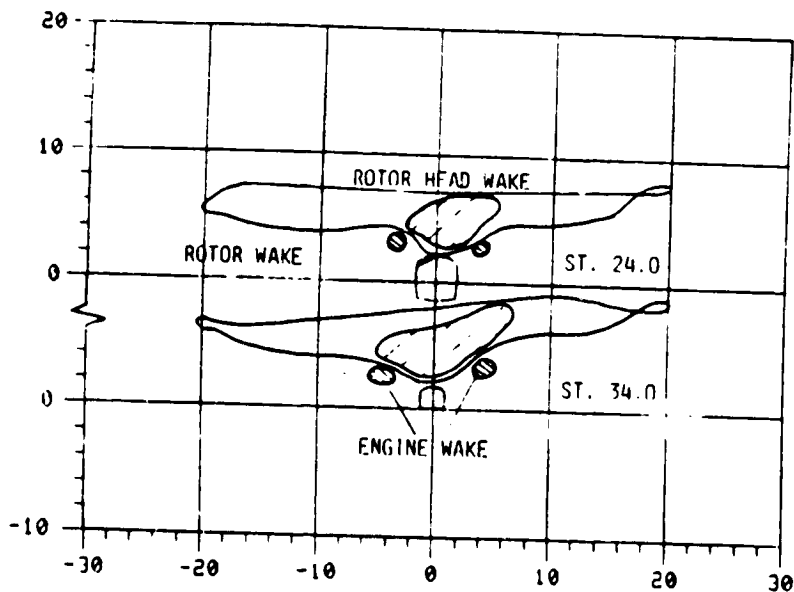 20
10
ROTOR HEAD WAKE
ROTOR WAKE
ST. 24.0
0
ST. 34.0
0
ENGINE WAKE
-10
-30 -20 -10 0 10 20 30